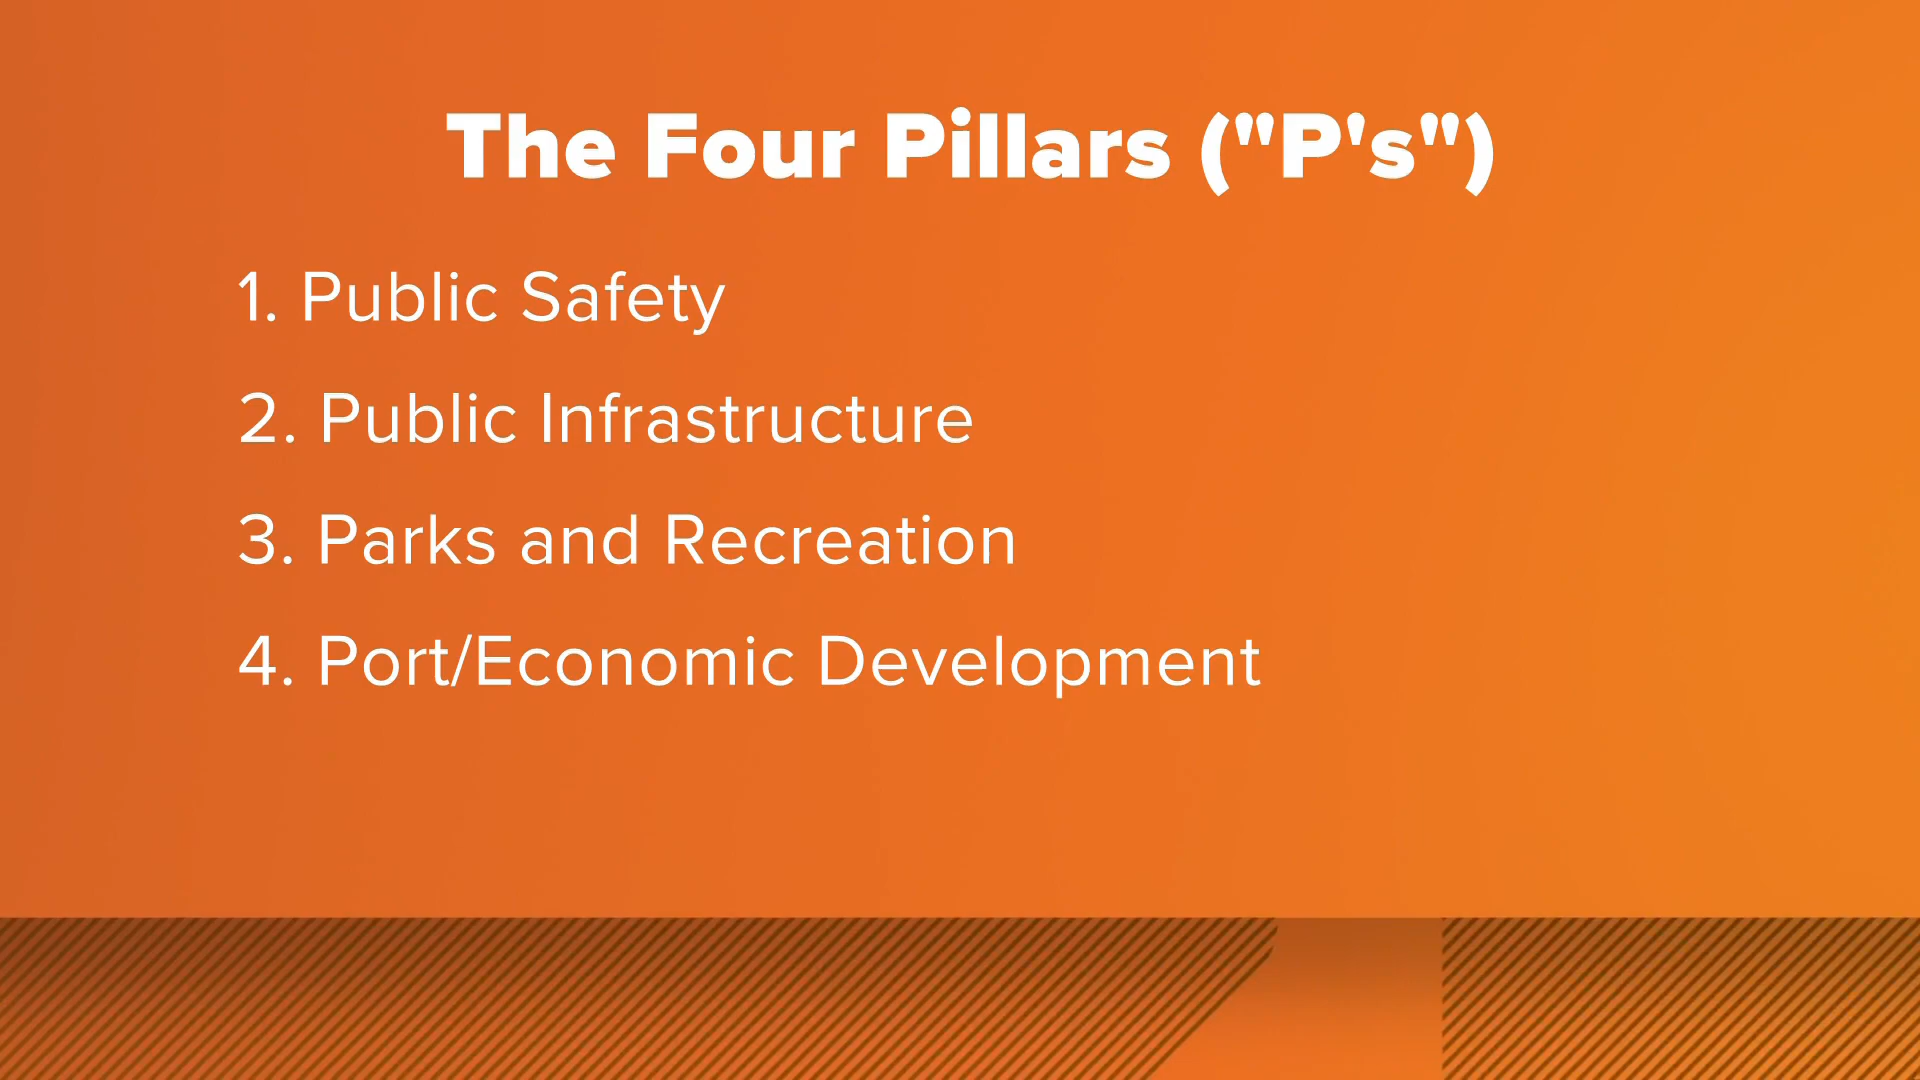 The Four Pillars ("P's")
1. Public Safety
2. Public Infrastructure
3. Parks and Recreation
4. Port/Economic Development